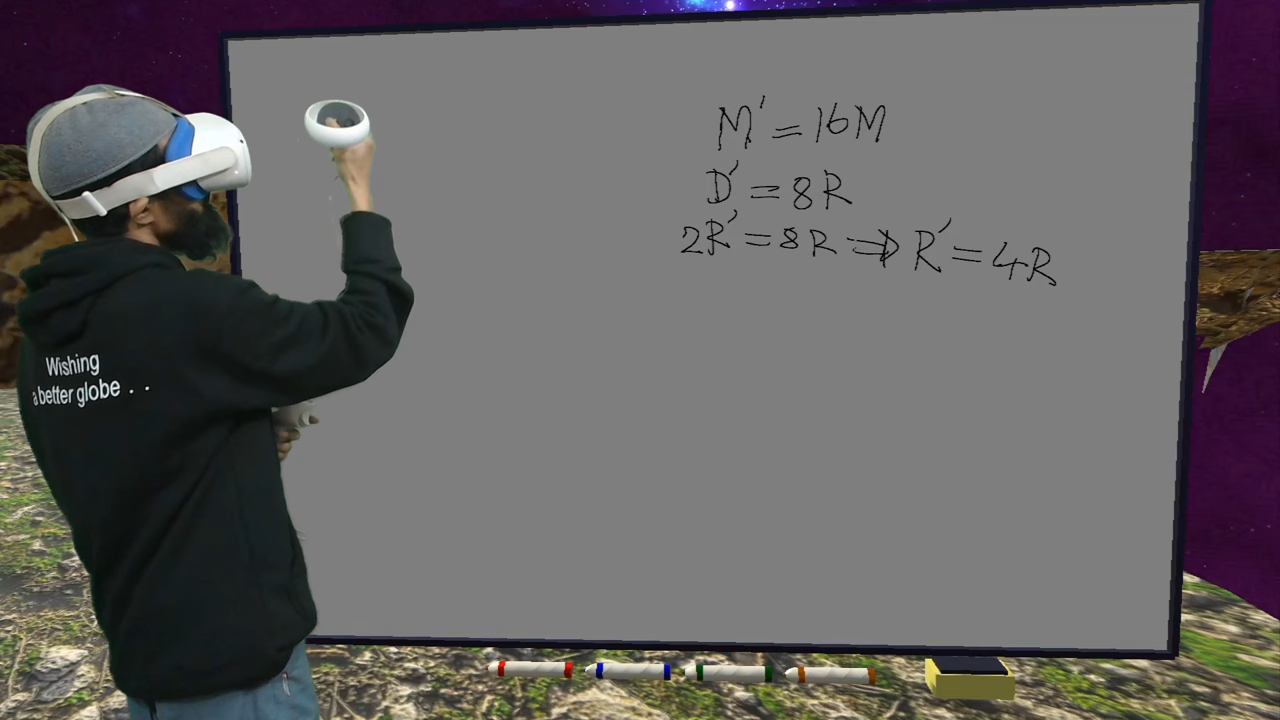 M' = 16M
D' = 8R
2R' = 8R ⇒ R' = 4R
Wishing
a better globe . .